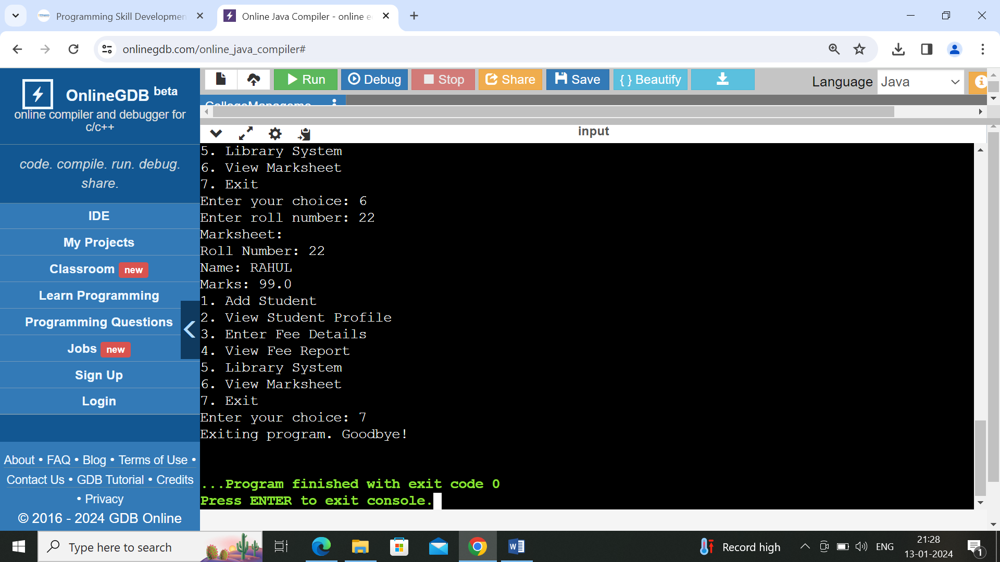 Programming Skill Developmen
Online Java Compiler - online e
onlinegdb.com/online_java_compiler#
OnlineGDB beta
online compiler and debugger for
c/c++
code. compile. run. debug.
share.
IDE
My Projects
Classroom new
Learn Programming
Programming Questions
Jobs new
Sign Up
Login
About • FAQ • Blog • Terms of Use •
Contact Us • GDB Tutorial • Credits
• Privacy
© 2016 - 2024 GDB Online
Run
Debug
Stop
Share
Save
{ } Beautify
Language Java
CollegeManageme
input
5. Library System
6. View Marksheet
7. Exit
Enter your choice: 6
Enter roll number: 22
Marksheet:
Roll Number: 22
Name: RAHUL
Marks: 99.0
1. Add Student
2. View Student Profile
3. Enter Fee Details
4. View Fee Report
5. Library System
6. View Marksheet
7. Exit
Enter your choice: 7
Exiting program. Goodbye!
...Program finished with exit code 0
Press ENTER to exit console.
Type here to search
Record high
ENG
21:28
13-01-2024
1